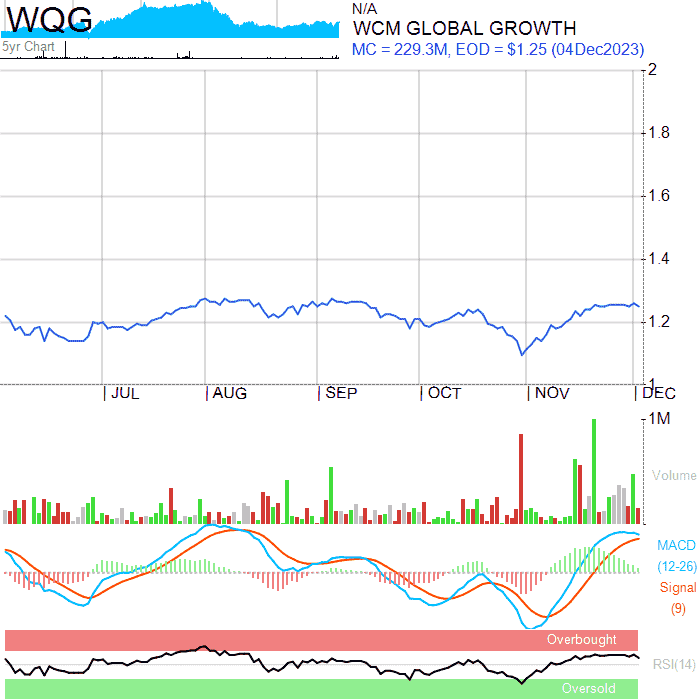 WQG
5yr Chart
N/A
WCM GLOBAL GROWTH
MC = 229.3M, EOD = $1.25 (04Dec2023)
2
1.8
1.6
1.4
1.2
1
JUL AUG SEP OCT NOV DEC
1M
Volume
MACD
(12-26)
Signal
(9)
Overbought
RSI(14)
Oversold